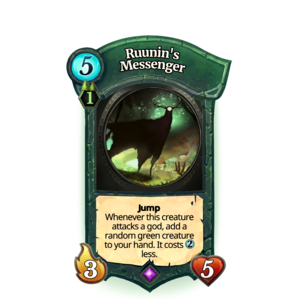 Ruunin's
Messenger
5
1
Jump
Whenever this creature
attacks a god, add a
random green creature
to your hand. It costs 2
less.
3
5